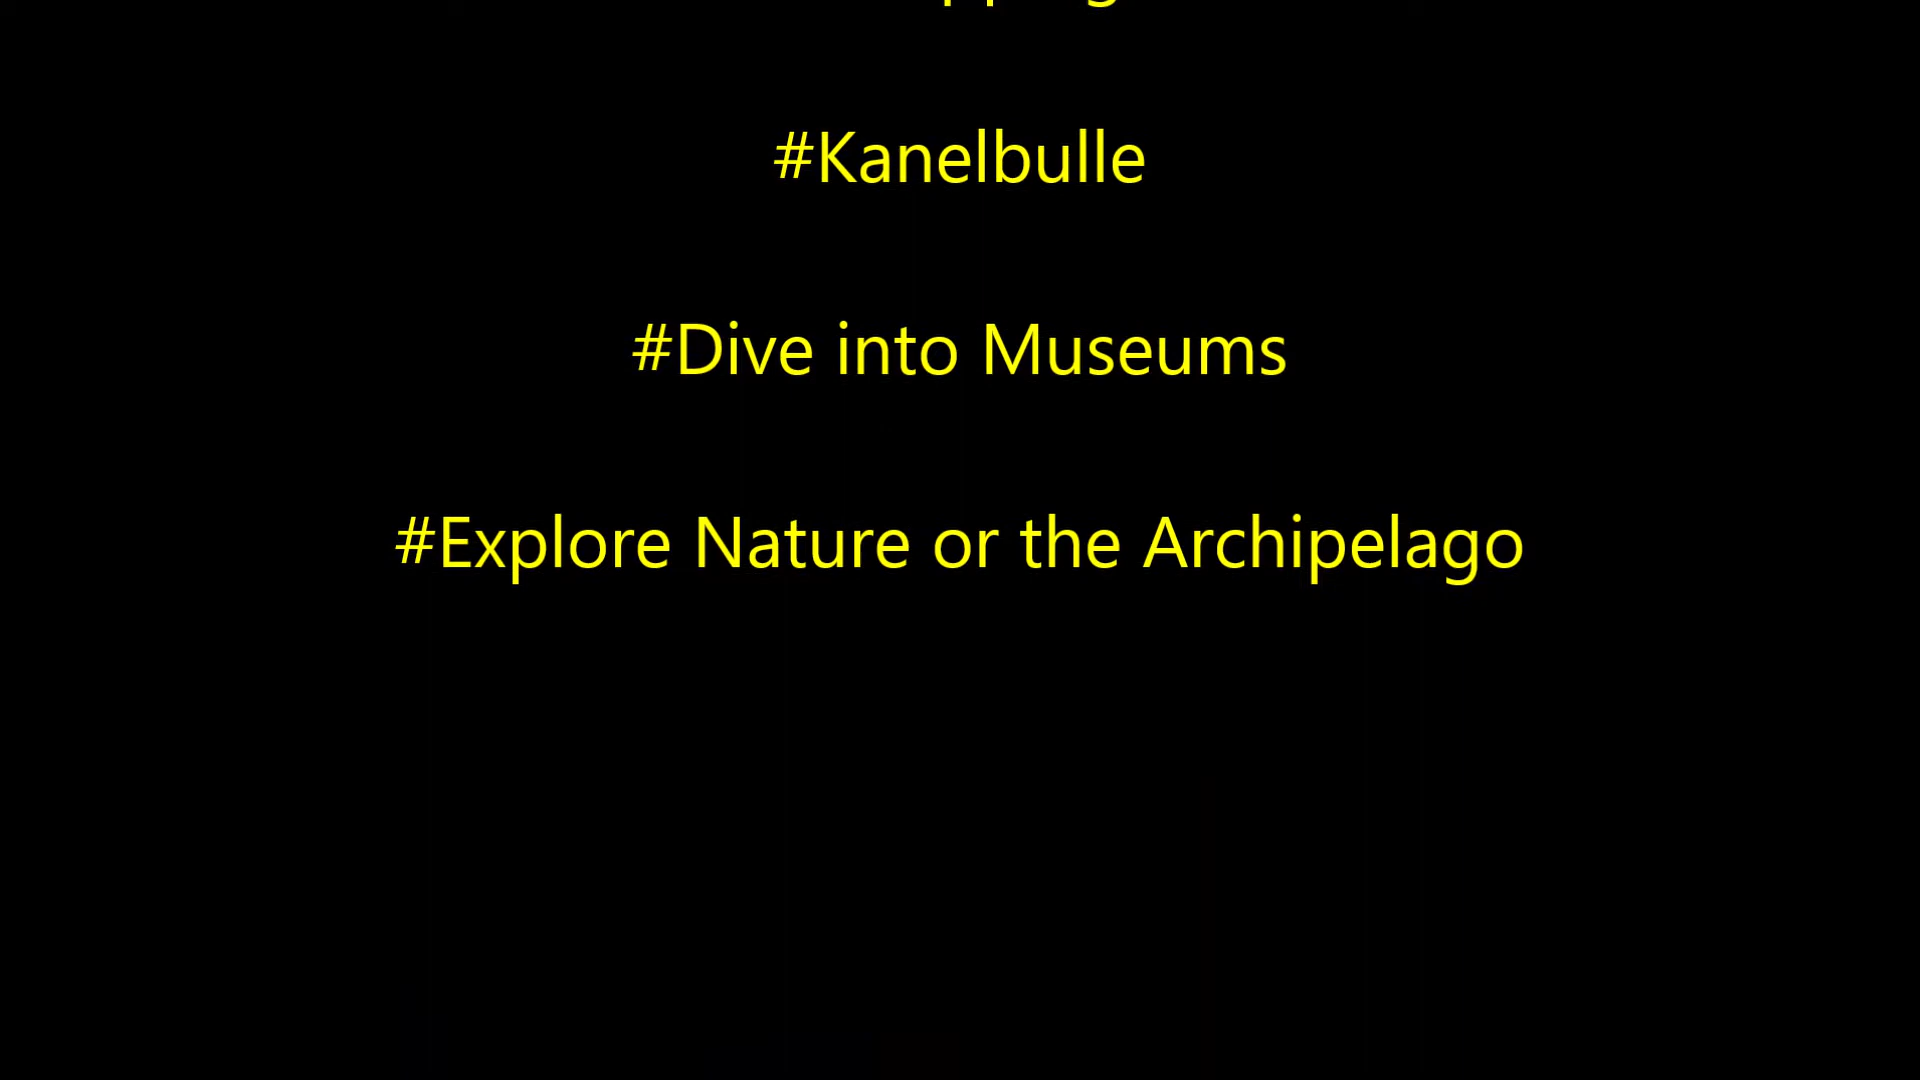 #Kanelbulle
#Dive into Museums
#Explore Nature or the Archipelago